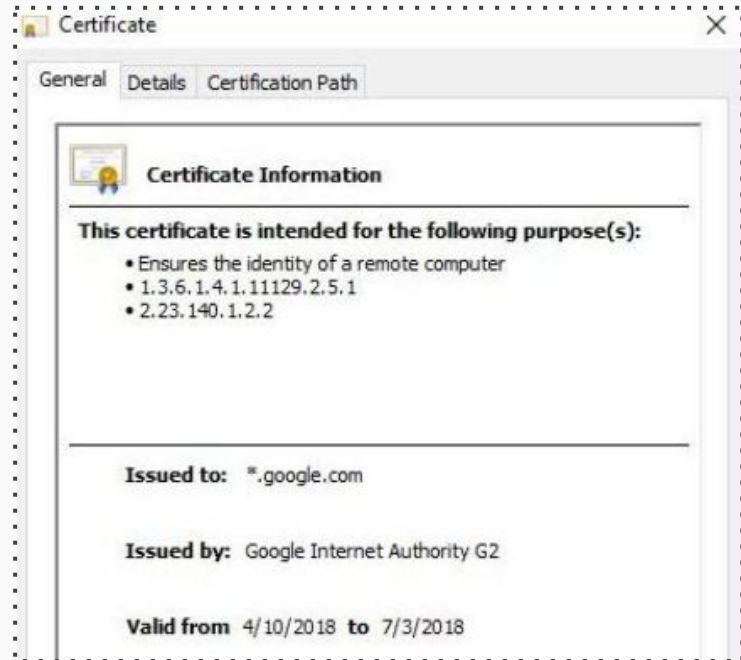 Certificate
General Details Certification Path
Certificate Information
This certificate is intended for the following purpose(s):
• Ensures the identity of a remote computer
• 1.3.6.1.4.1.11129.2.5.1
• 2.23.140.1.2.2
Issued to: *.google.com
Issued by: Google Internet Authority G2
Valid from 4/10/2018 to 7/3/2018